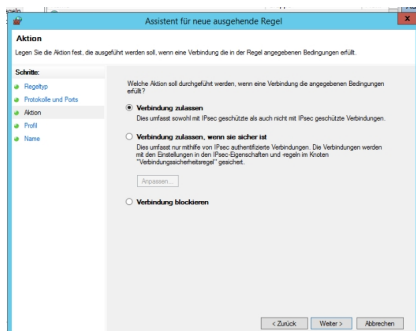 Assistent für neue ausgehende Regel
x
Aktion
Legen Sie die Aktion fest, die ausgeführt werden soll, wenn eine Verbindung die in der Regel angegebenen Bedingungen erfüllt.
Schritte:
Regeltyp
Protokolle und Ports
Aktion
Profil
Name
Welche Aktion soll durchgeführt werden, wenn eine Verbindung die angegebenen Bedingungen
erfüllt?
Verbindung zulassen
Dies umfasst sowohl mit IPsec geschützte als auch nicht mit IPsec geschützte Verbindungen.
Verbindung zulassen, wenn sie sicher ist
Dies umfasst nur mithilfe von IPsec authentifizierte Verbindungen. Die Verbindungen werden
mit den Einstellungen in den IPsec-Eigenschaften und -regeln im Knoten
"Verbindungssicherheitsregel" gesichert.
Anpassen...
Verbindung blockieren
< Zurück
Weiter >
Abbrechen